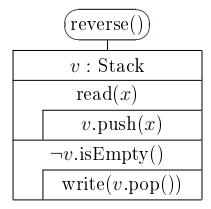 reverse()
v : Stack
read(x)
v.push(x)
¬v.isEmpty()
write(v.pop())